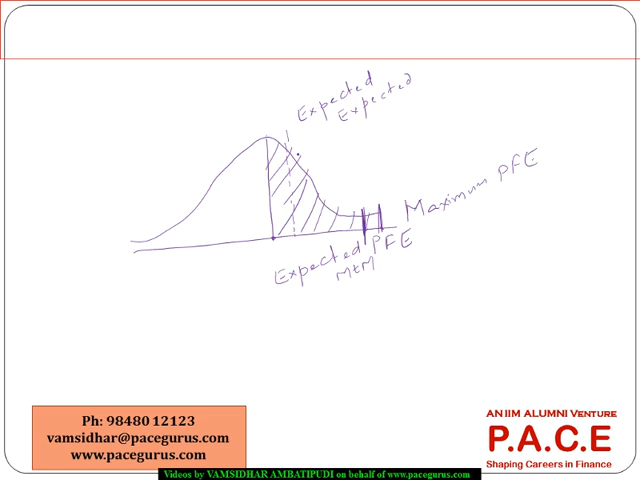 Expected
Expected
Maximum PFE
PFE
Expected
MtM
Ph: 98480 12123
vamsidhar@pacegurus.com
www.pacegurus.com
AN IIM ALUMNI VENTURE
P.A.C.E
Shaping Careers in Finance
Videos by VAMSIDHAR AMBATIPUDI on behalf of www.pacegurus.com